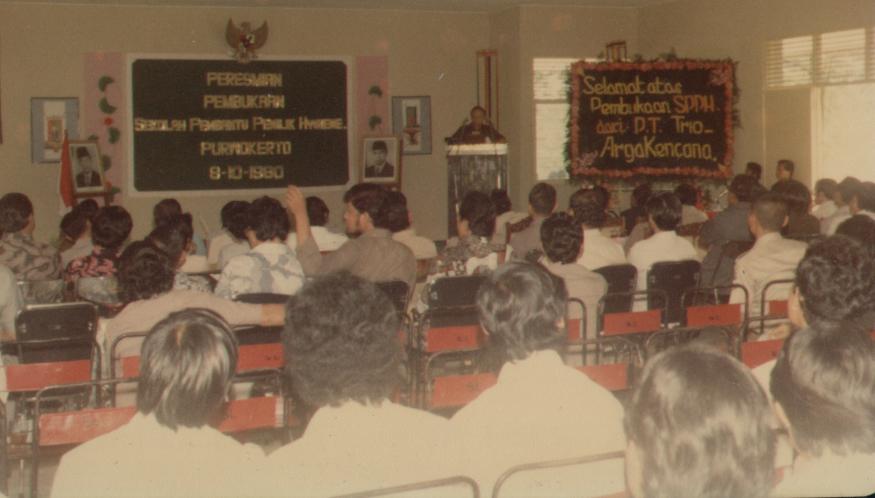 PERESMIAN
PEMBUKAAN
SEKOLAH PEMBANTU PENILIK HYGIENE.
PURWOKERTO
8-10-1980
Selamat atas
Pembukaan SPPH.
dari P.T. Trio-
ArgaKencana.